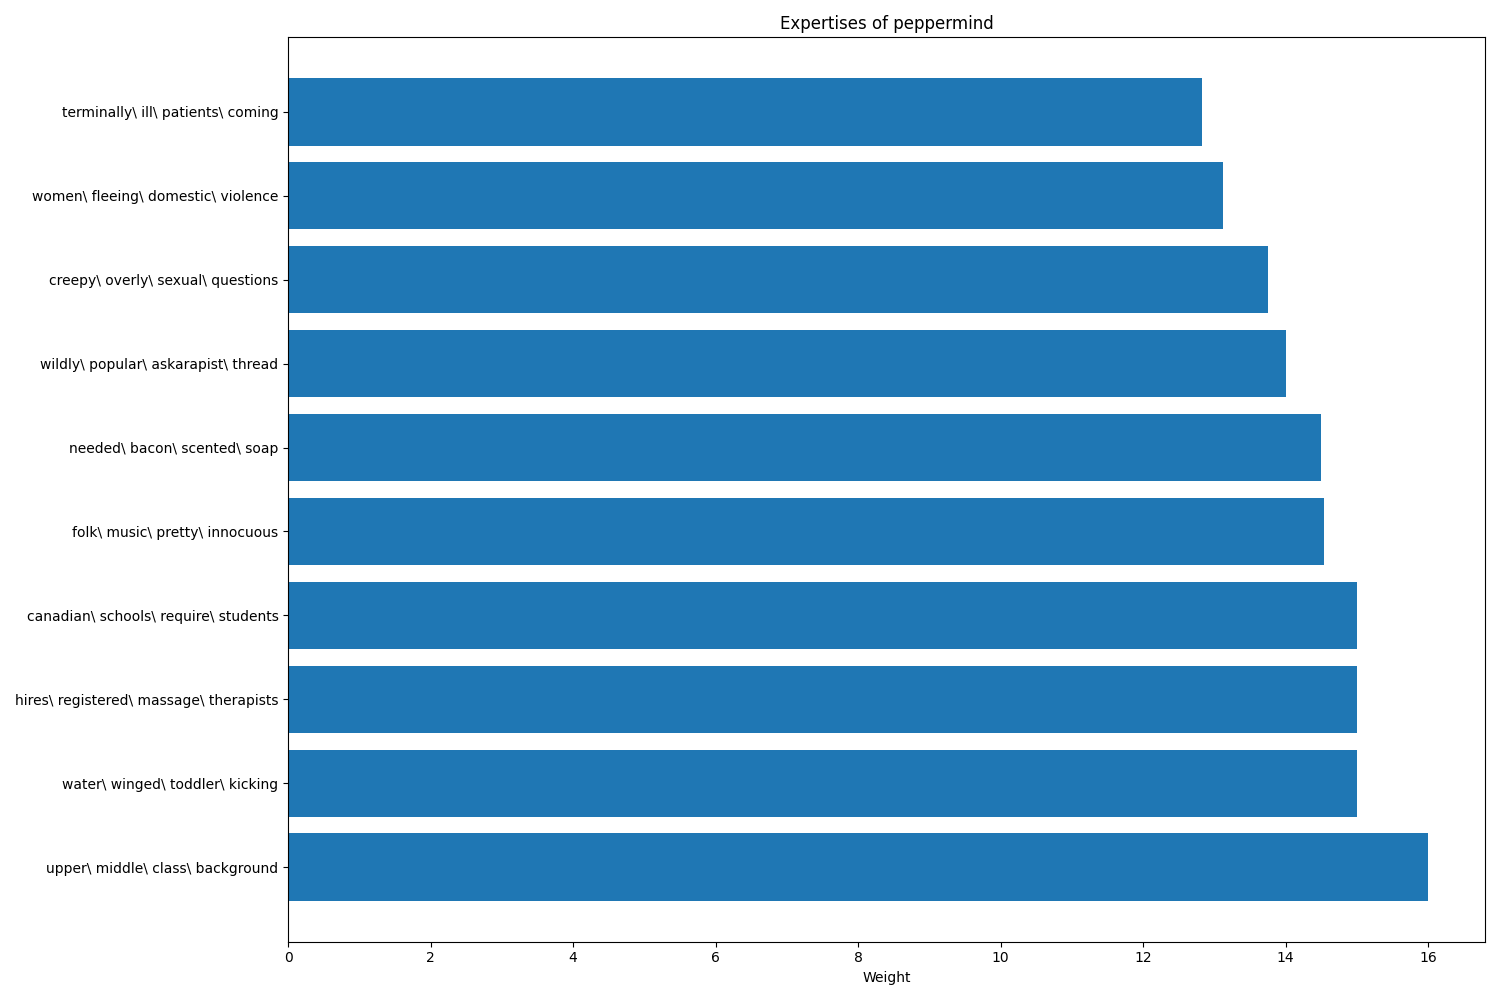 Expertises of peppermind
terminally\ ill\ patients\ coming
women\ fleeing\ domestic\ violence
creepy\ overly\ sexual\ questions
wildly\ popular\ askarapist\ thread
needed\ bacon\ scented\ soap
folk\ music\ pretty\ innocuous
canadian\ schools\ require\ students
hires\ registered\ massage\ therapists
water\ winged\ toddler\ kicking
upper\ middle\ class\ background
0 2 4 6 8 10 12 14 16
Weight